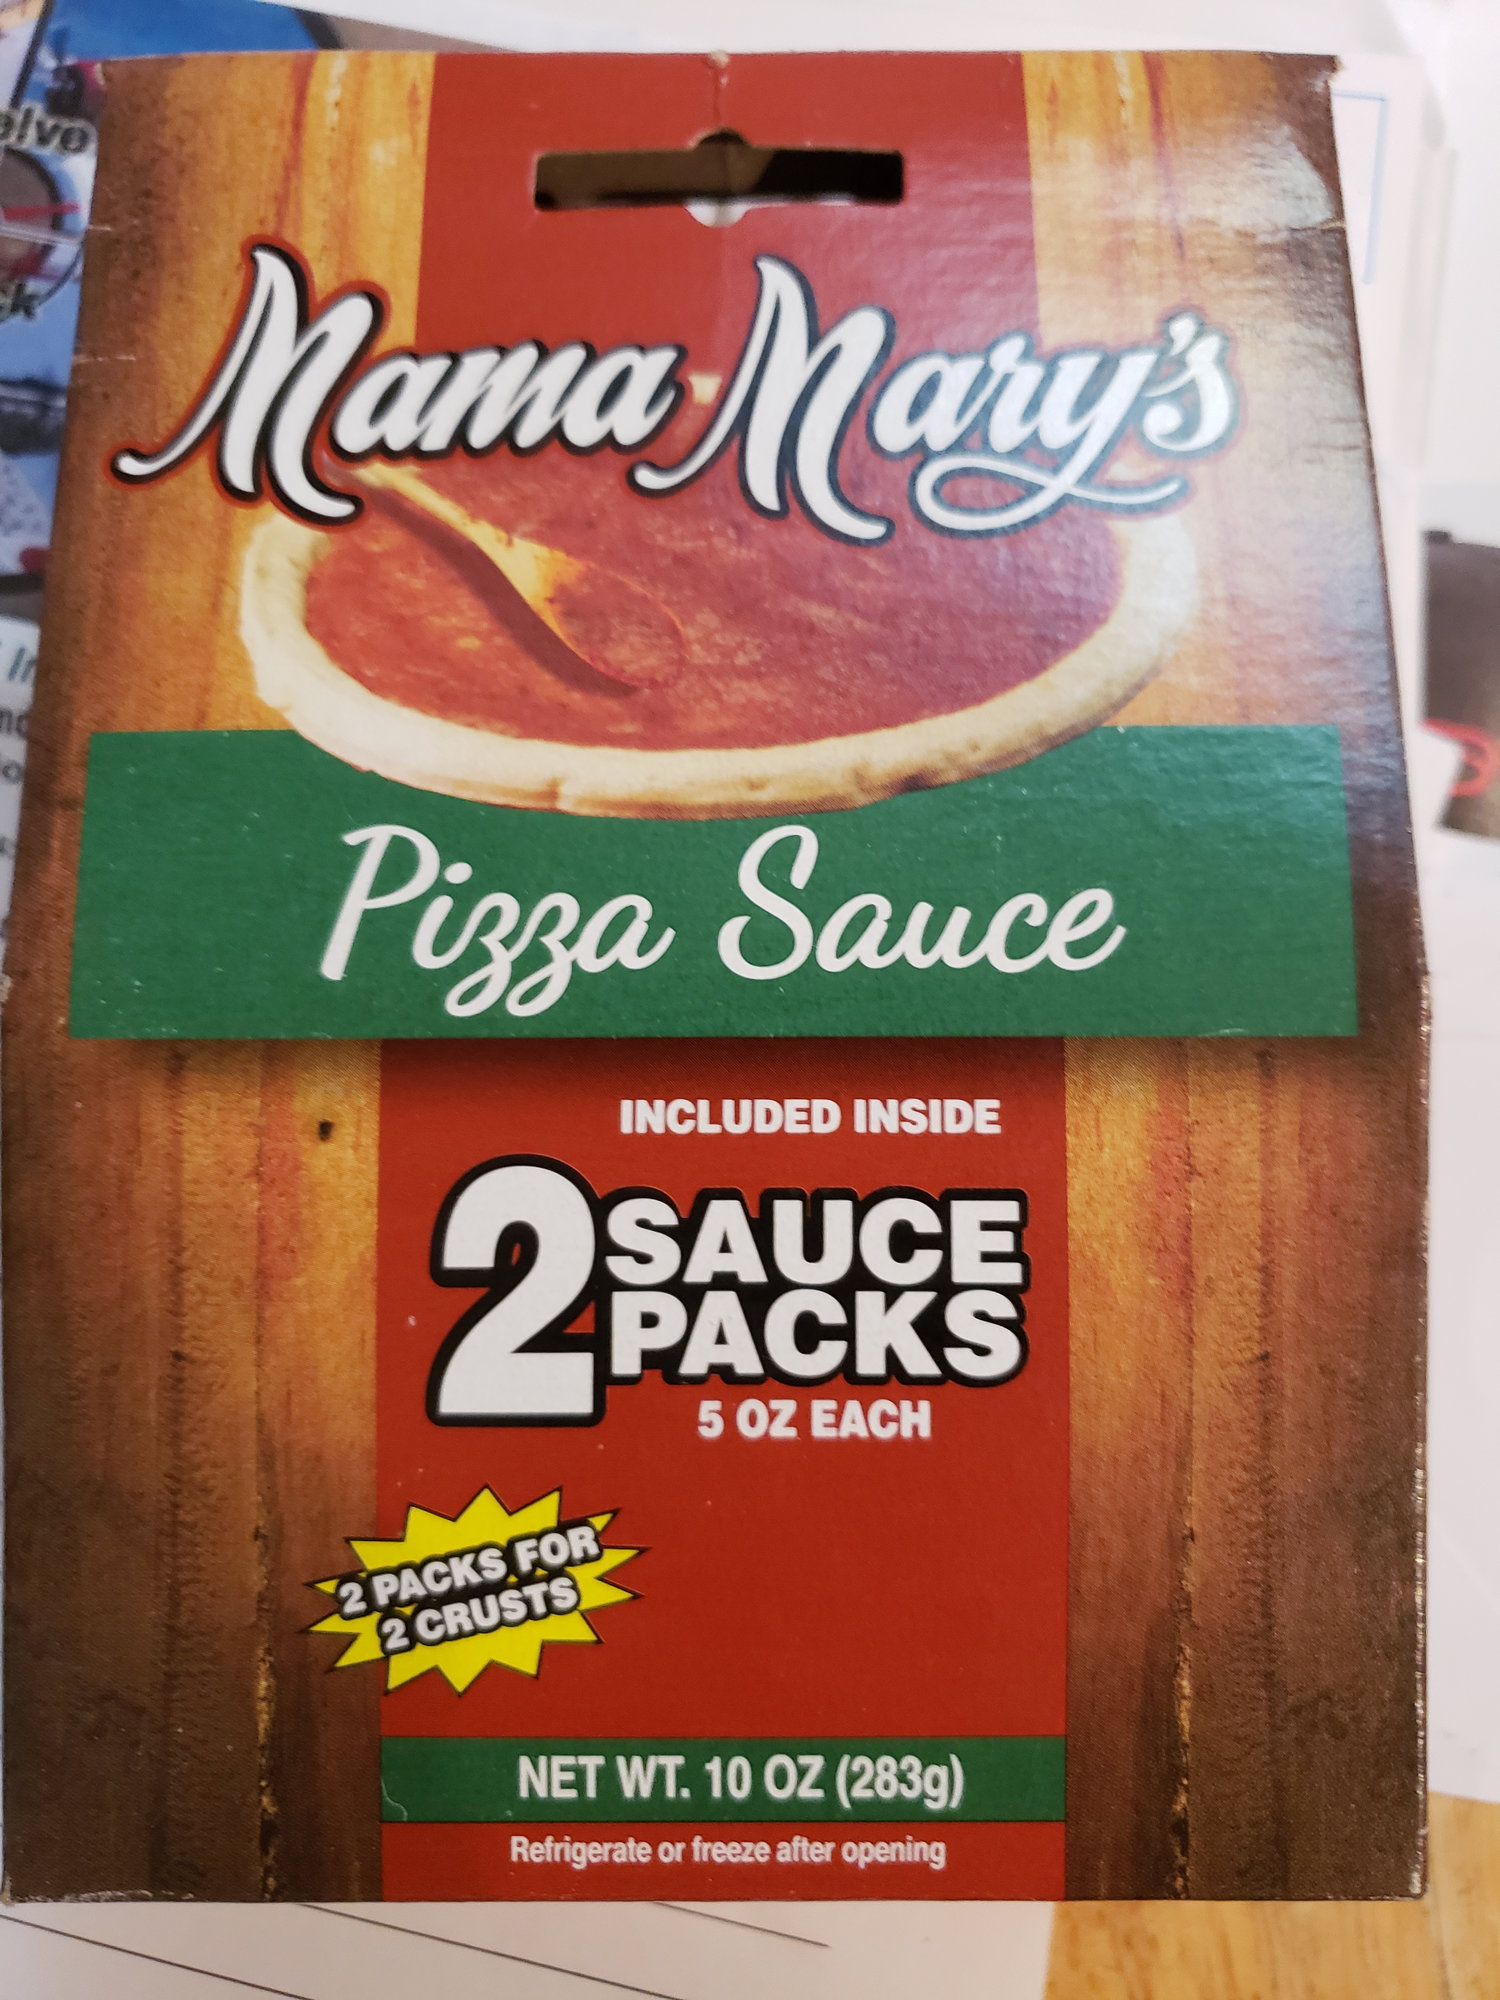 Mama Mary's
Pizza Sauce
INCLUDED INSIDE
2 SAUCE
PACKS
5 OZ EACH
2 PACKS FOR
2 CRUSTS
NET WT. 10 OZ (283g)
Refrigerate or freeze after opening